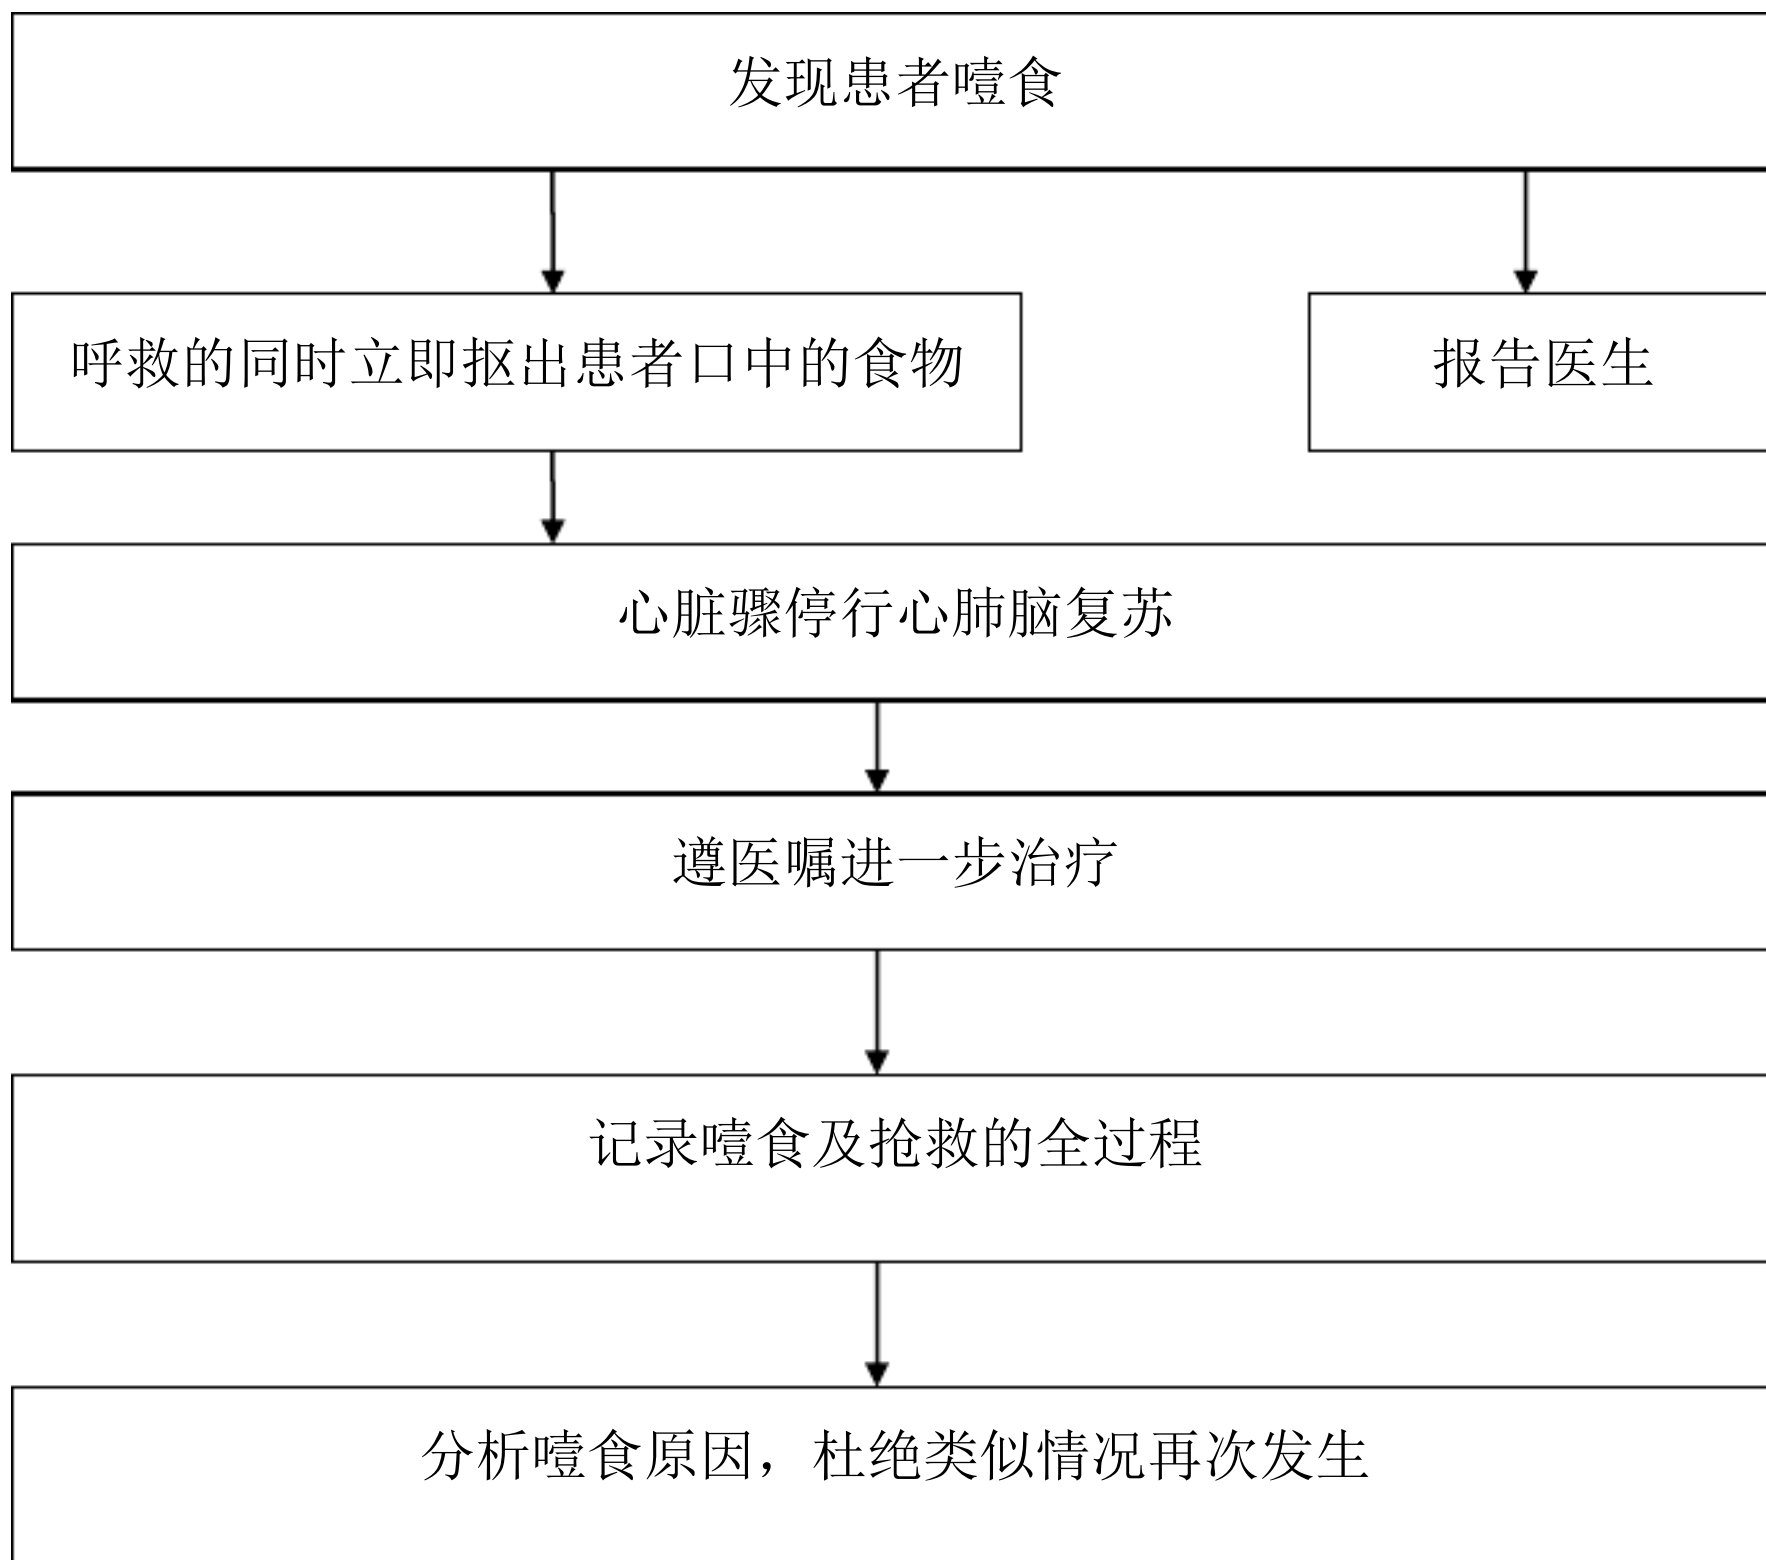 发现患者噎食
呼救的同时立即抠出患者口中的食物
报告医生
心脏骤停行心肺脑复苏
遵医嘱进一步治疗
记录噎食及抢救的全过程
分析噎食原因，杜绝类似情况再次发生